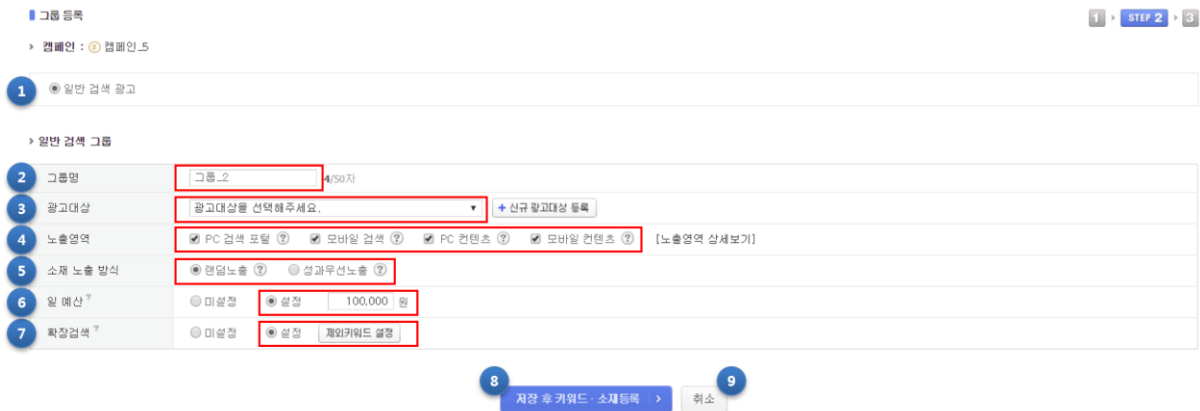 그룹 등록
1 STEP 2 3
캠페인 : 캠페인_5
1 일반 검색 광고
일반 검색 그룹
2 그룹명 그룹_2 4/50자
3 광고대상 광고대상을 선택해주세요. + 신규 광고대상 등록
4 노출영역 PC 검색 포털 ? 모바일 검색 ? PC 컨텐츠 ? 모바일 컨텐츠 ? [노출영역 상세보기]
5 소재 노출 방식 랜덤노출 ? 성과우선노출 ?
6 일 예산 ? 미설정 설정 100,000 원
7 확장검색 ? 미설정 설정 제외키워드 설정
8 저장 후 키워드 · 소재등록 >
9 취소